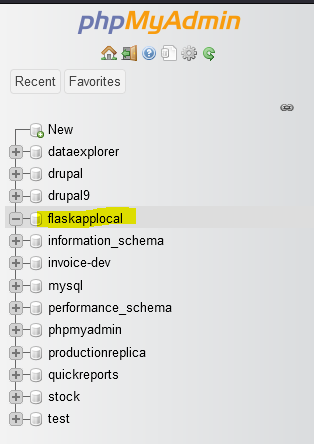 phpMyAdmin
Recent Favorites
New
dataexplorer
drupal
drupal9
flaskapplocal
information_schema
invoice-dev
mysql
performance_schema
phpmyadmin
productionreplica
quickreports
stock
test